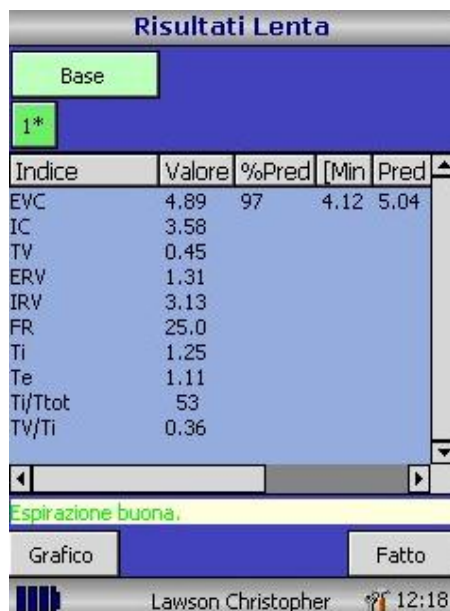 Risultati Lenta
Base
1*
Indice Valore %Pred [Min Pred
EVC 4.89 97 4.12 5.04
IC 3.58
TV 0.45
ERV 1.31
IRV 3.13
FR 25.0
Ti 1.25
Te 1.11
Ti/Ttot 53
TV/Ti 0.36
Espirazione buona.
Grafico Fatto
Lawson Christopher 12:18